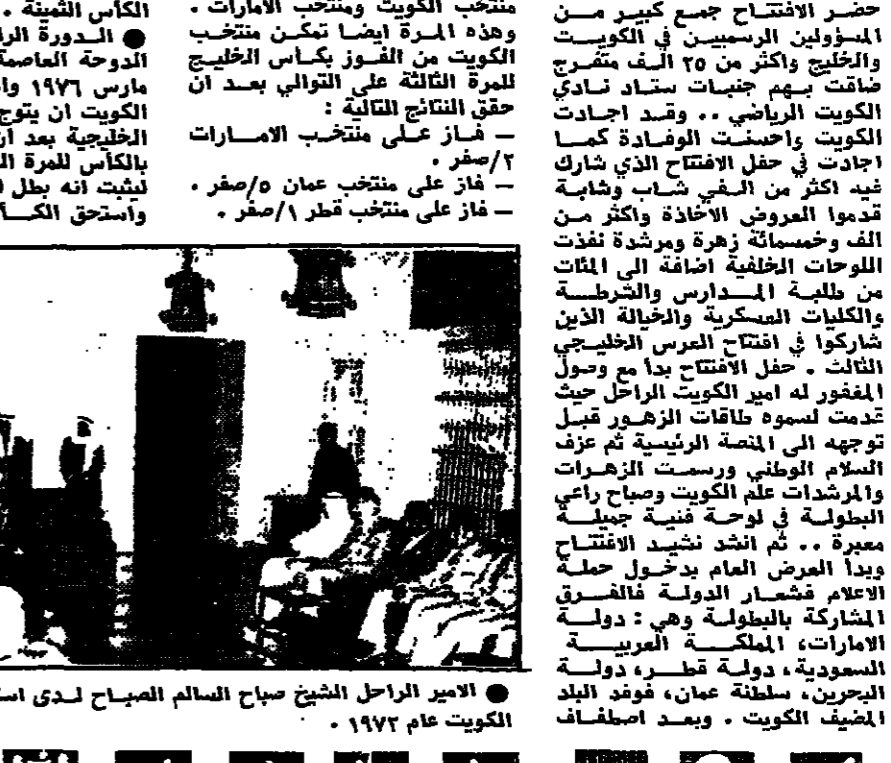 حضر الافتتاح جمع كبير من
المسؤولين الرسميين في الكويت
والخليج واكثر من ٢٥ الف متفرج
ضاقت بهم جنبات ستاد نادي
الكويت الرياضي .. وقد اجادت
الكويت واحسنت الوفادة كما
اجادت في حفل الافتتاح الذي شارك
فيه اكثر من الفي شاب وشابة
قدموا العروض الاخاذة واكثر من
الف وخمسمائة زهرة ومرشدة نفذت
اللوحات الخلفية اضافة الى المئات
من طلبة المدارس والشرطة
والكليات العسكرية والخيالة الذين
شاركوا في افتتاح العرس الخليجي
الثالث . حفل الافتتاح بدأ مع وصول
المغفور له امير الكويت الراحل حيث
قدمت لسموه طاقات الزهور قبل
توجهه الى المنصة الرئيسية ثم عزف
السلام الوطني ورسمت الزهرات
والمرشدات علم الكويت وصباح راعي
البطولة في لوحة فنية جميلة
معبرة .. ثم انشد نشيد الافتتاح
وبدأ العرض العام بدخول حملة
الاعلام فشعار الدولة فالفرق
المشاركة بالبطولة وهي : دولة
الامارات، الملكة العربية
السعودية، دولة قطر، دولة
البحرين، سلطنة عمان، فوفد البلد
المضيف الكويت . وبعد اصطفاف
منتخب الكويت ومنتخب الامارات .
وهذه المرة ايضا تمكن منتخب
الكويت من الفوز بكأس الخليج
للمرة الثالثة على التوالي بعد ان
حقق النتائج التالية :
— فاز على منتخب الامارات
٢/صفر .
— فاز على منتخب عمان ٥/صفر .
— فاز على منتخب قطر ١/صفر .
الكأس الثمينة .
● الدورة الرا
الدوحة العاصمة
مارس ١٩٧٦ وا
الكويت ان يتوج
الخليجية بعد ان
بالكأس للمرة ال
ليثبت انه بطل ا
واستحق الكأ
● الامير الراحل الشيخ صباح السالم الصباح لدى است
الكويت عام ١٩٧٢ .